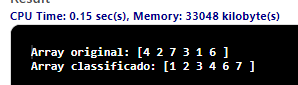 Result
CPU Time: 0.15 sec(s), Memory: 33048 kilobyte(s)
Array original: [4 2 7 3 1 6 ]
Array classificado: [1 2 3 4 6 7 ]